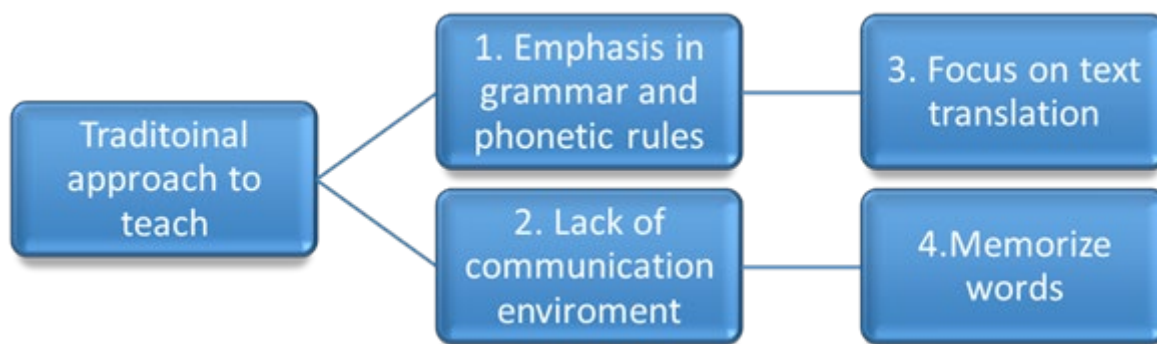 Traditoinal
approach to
teach
1. Emphasis in
grammar and
phonetic rules
2. Lack of
communication
enviroment
3. Focus on text
translation
4.Memorize
words